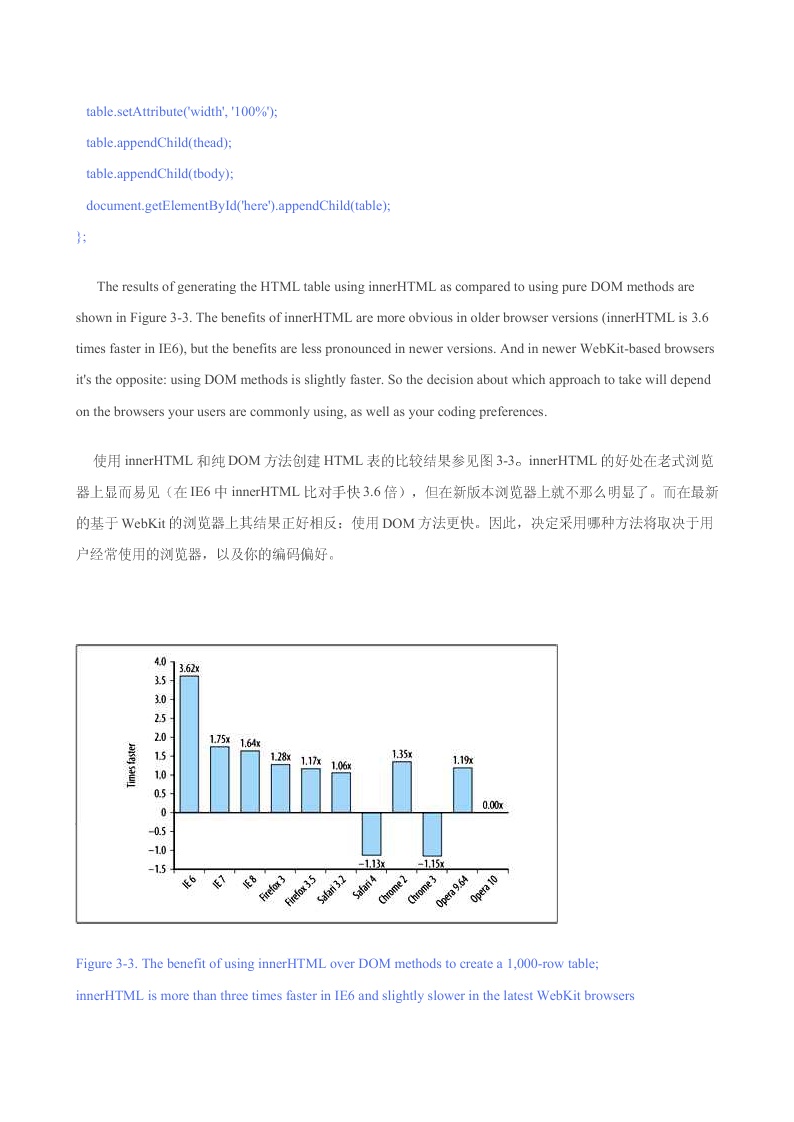 table.setAttribute('width', '100%');
table.appendChild(thead);
table.appendChild(tbody);
document.getElementById('here').appendChild(table);
};
The results of generating the HTML table using innerHTML as compared to using pure DOM methods are
shown in Figure 3-3. The benefits of innerHTML are more obvious in older browser versions (innerHTML is 3.6
times faster in IE6), but the benefits are less pronounced in newer versions. And in newer WebKit-based browsers
it's the opposite: using DOM methods is slightly faster. So the decision about which approach to take will depend
on the browsers your users are commonly using, as well as your coding preferences.
使用 innerHTML 和纯 DOM 方法创建 HTML 表的比较结果参见图 3-3。innerHTML 的好处在老式浏览
器上显而易见（在 IE6 中 innerHTML 比对手快 3.6 倍），但在新版本浏览器上就不那么明显了。而在最新
的基于 WebKit 的浏览器上其结果正好相反：使用 DOM 方法更快。因此，决定采用哪种方法将取决于用
户经常使用的浏览器，以及你的编码偏好。
Times faster
4.0
3.5
3.0
2.5
2.0
1.5
1.0
0.5
0
−0.5
−1.0
−1.5
3.62x
1.75x
1.64x
1.28x
1.17x
1.06x
−1.13x
1.35x
−1.15x
1.19x
0.00x
IE 6
IE 7
IE 8
Firefox 3
Firefox 3.5
Safari 3.2
Safari 4
Chrome 2
Chrome 3
Opera 9.64
Opera 10
Figure 3-3. The benefit of using innerHTML over DOM methods to create a 1,000-row table;
innerHTML is more than three times faster in IE6 and slightly slower in the latest WebKit browsers